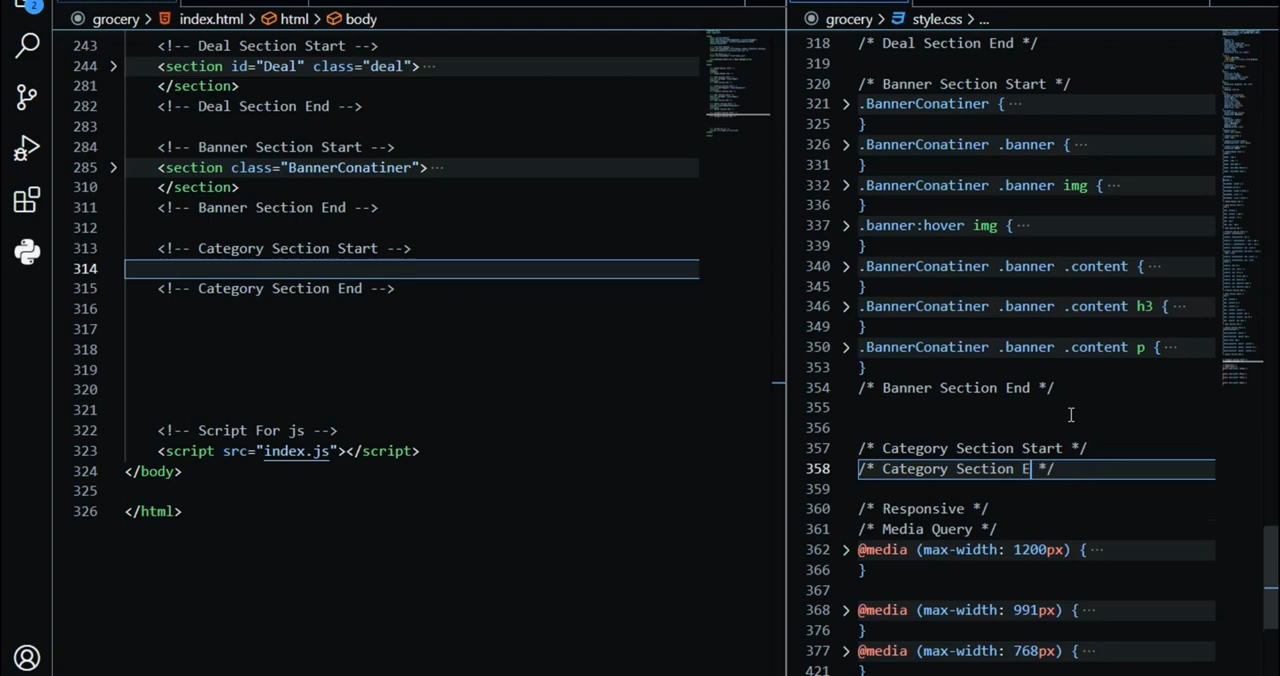 2
grocery > index.html > html > body
243 <!-- Deal Section Start -->
244 > <section id="Deal" class="deal">…
281 </section>
282 <!-- Deal Section End -->
283
284 <!-- Banner Section Start -->
285 > <section class="BannerConatiner">…
310 </section>
311 <!-- Banner Section End -->
312
313 <!-- Category Section Start -->
314
315 <!-- Category Section End -->
316
317
318
319
320
321
322 <!-- Script For js -->
323 <script src="index.js"></script>
324 </body>
325
326 </html>
grocery > style.css > ...
318 /* Deal Section End */
319
320 /* Banner Section Start */
321 > .BannerConatiner {…
325 }
326 > .BannerConatiner .banner {…
331 }
332 > .BannerConatiner .banner img {…
336 }
337 > .banner:hover img {…
339 }
340 > .BannerConatiner .banner .content {…
345 }
346 > .BannerConatiner .banner .content h3 {…
349 }
350 > .BannerConatiner .banner .content p {…
353 }
354 /* Banner Section End */
355
356
357 /* Category Section Start */
358 /* Category Section E */
359
360 /* Responsive */
361 /* Media Query */
362 > @media (max-width: 1200px) {…
366 }
367
368 > @media (max-width: 991px) {…
376 }
377 > @media (max-width: 768px) {…
421 }